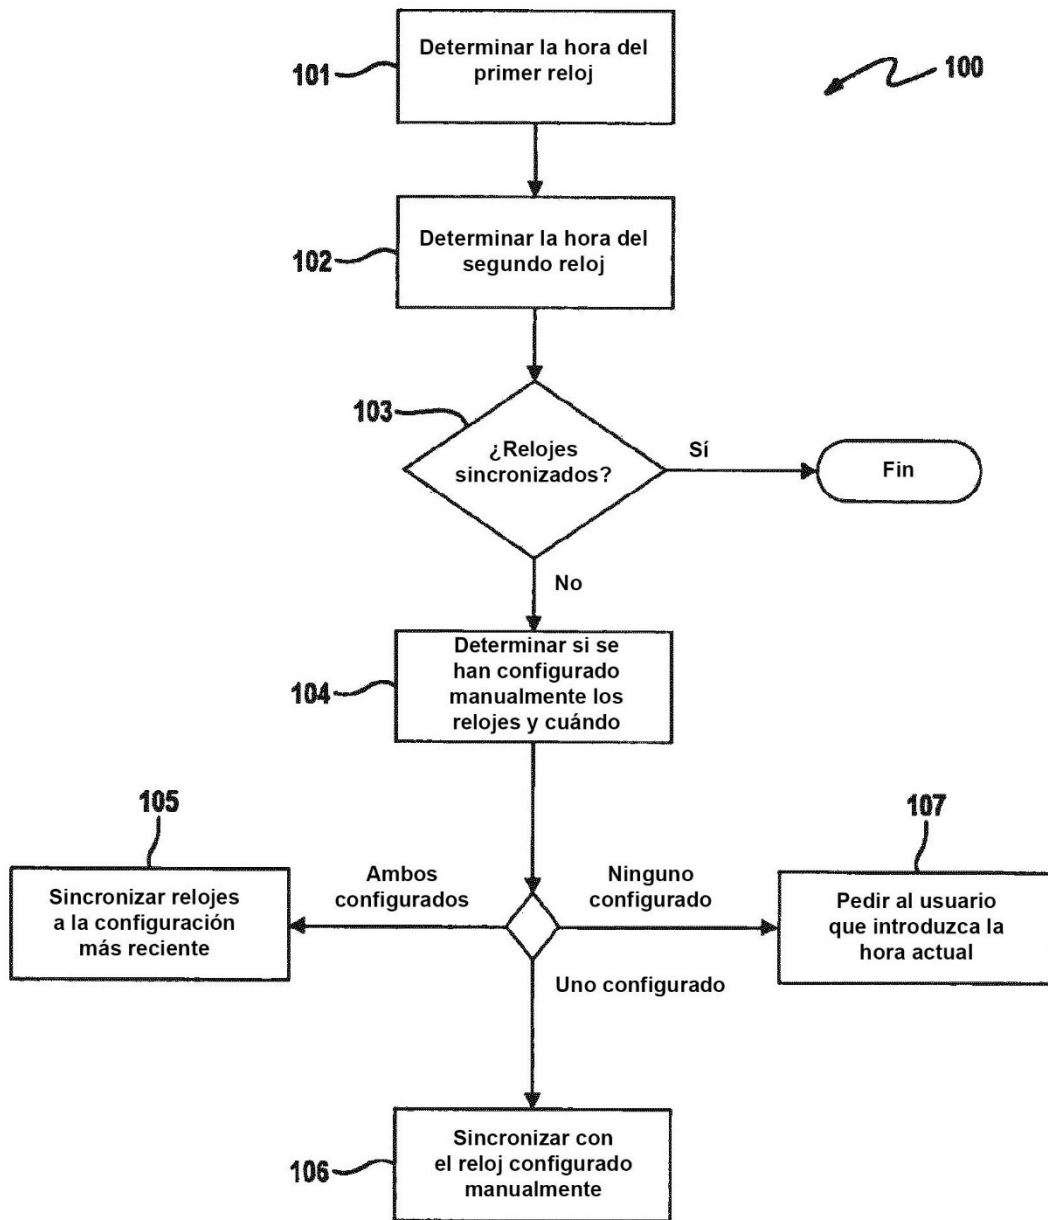 Determinar la hora del
primer reloj
101
100
Determinar la hora del
segundo reloj
102
103
¿Relojes
sincronizados?
Sí
Fin
No
Determinar si se
han configurado
manualmente los
relojes y cuándo
104
105
107
Ambos
configurados
Ninguno
configurado
Sincronizar relojes
a la configuración
más reciente
Pedir al usuario
que introduzca la
hora actual
Uno configurado
Sincronizar con
el reloj configurado
manualmente
106